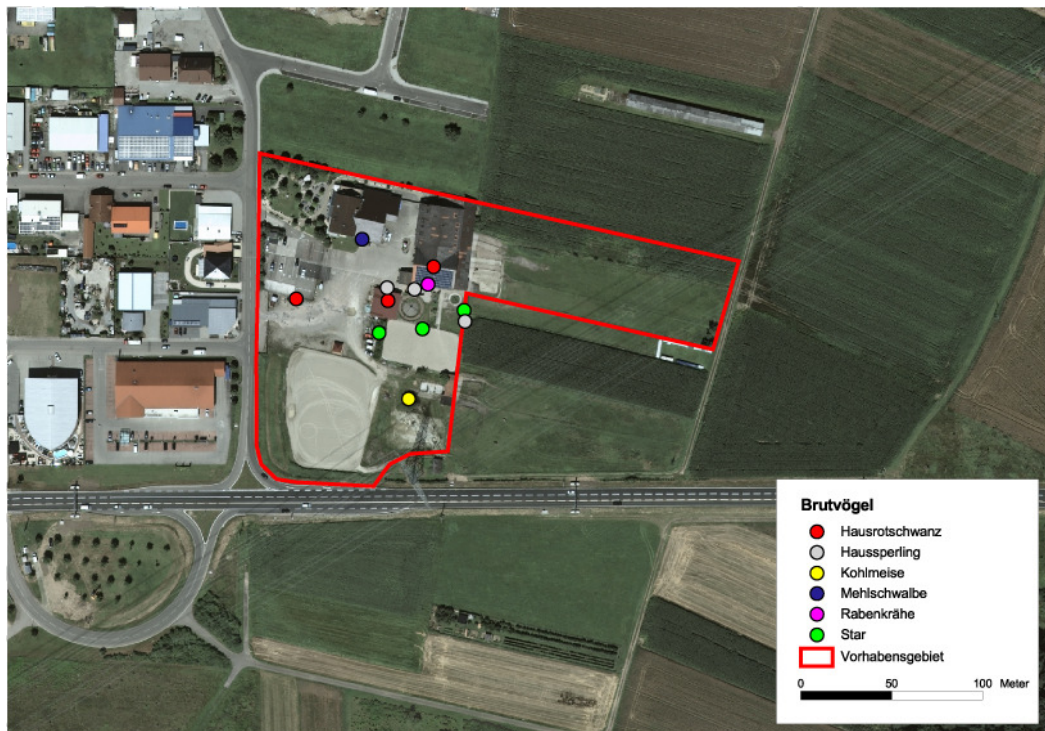 Brutvögel
Hausrotschwanz
Haussperling
Kohlmeise
Mehlschwalbe
Rabenkrähe
Star
Vorhabensgebiet
0 50 100 Meter